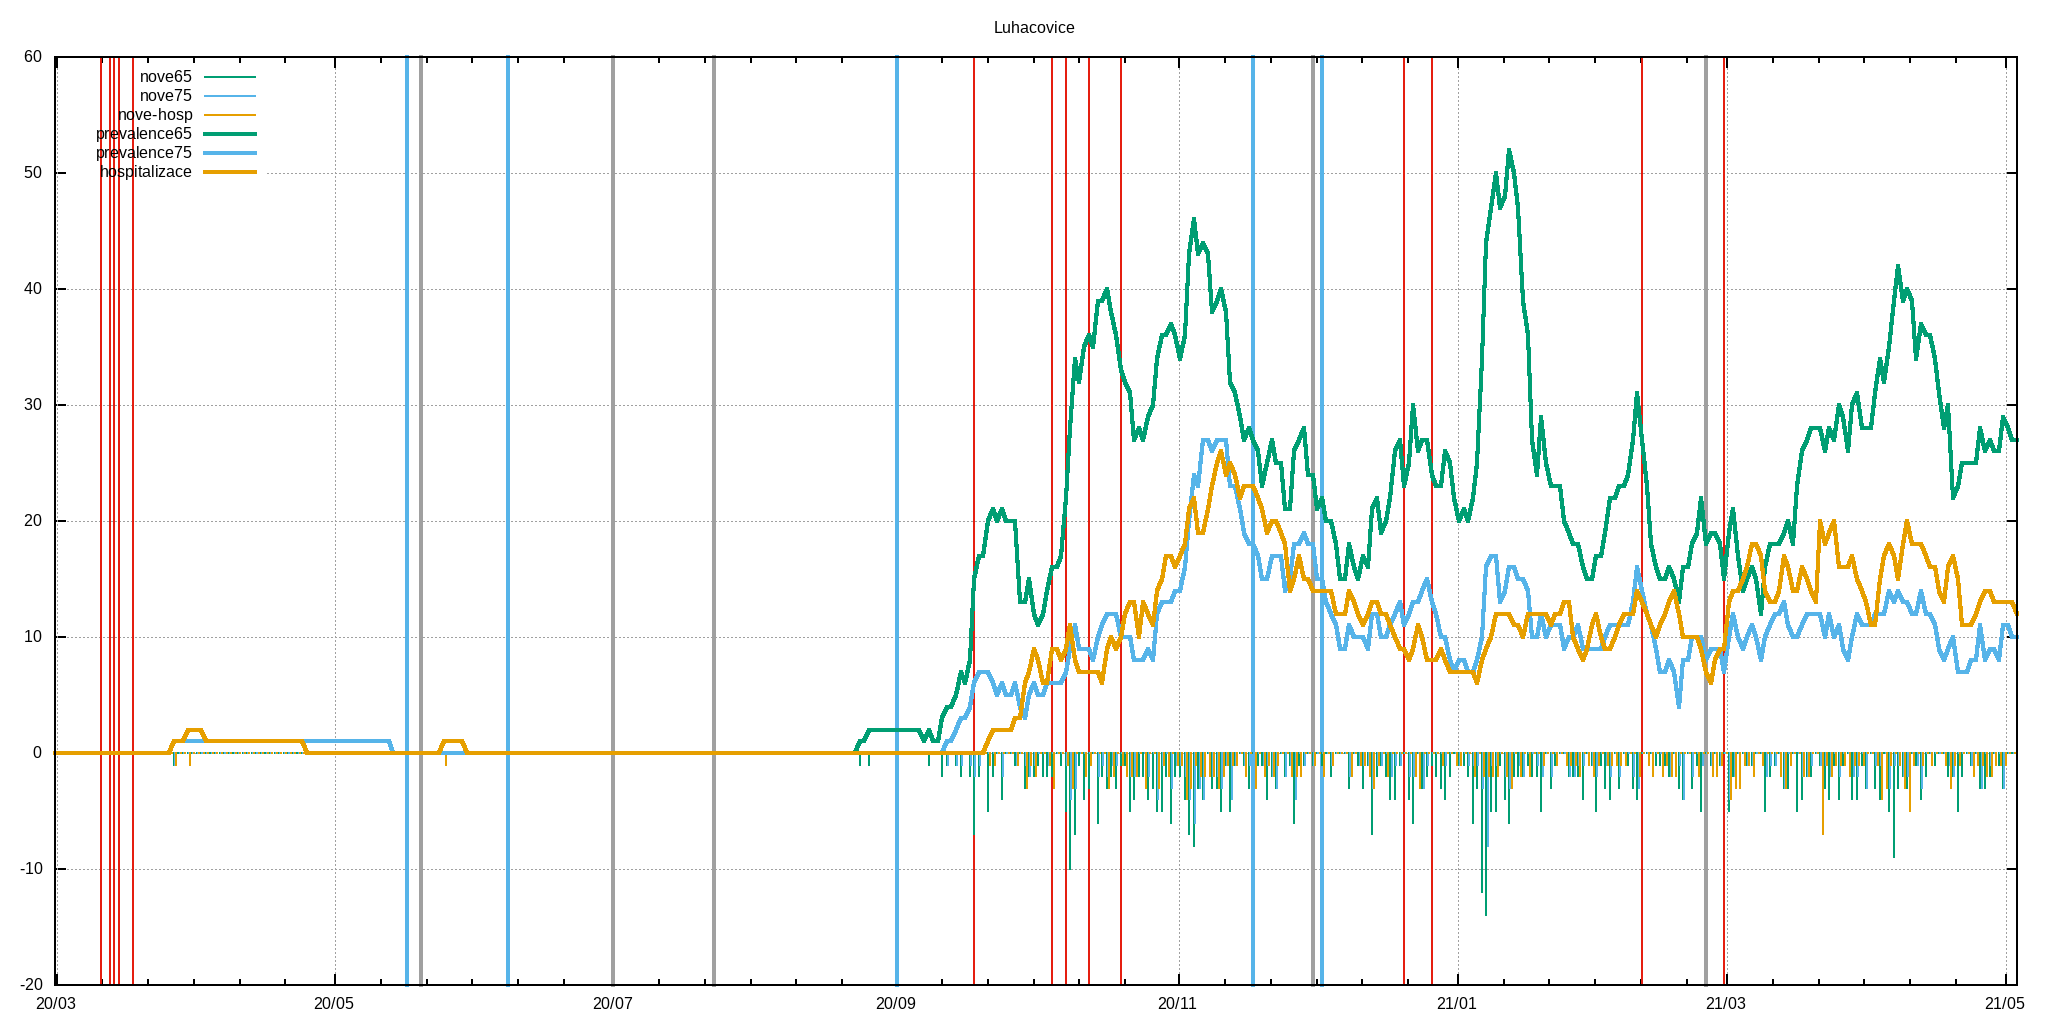 Luhacovice
60
nove65
nove75
nove-hosp
prevalence65
prevalence75
hospitalizace
50
40
30
20
10
0
-10
-20
20/03 20/05 20/07 20/09 20/11 21/01 21/03 21/05